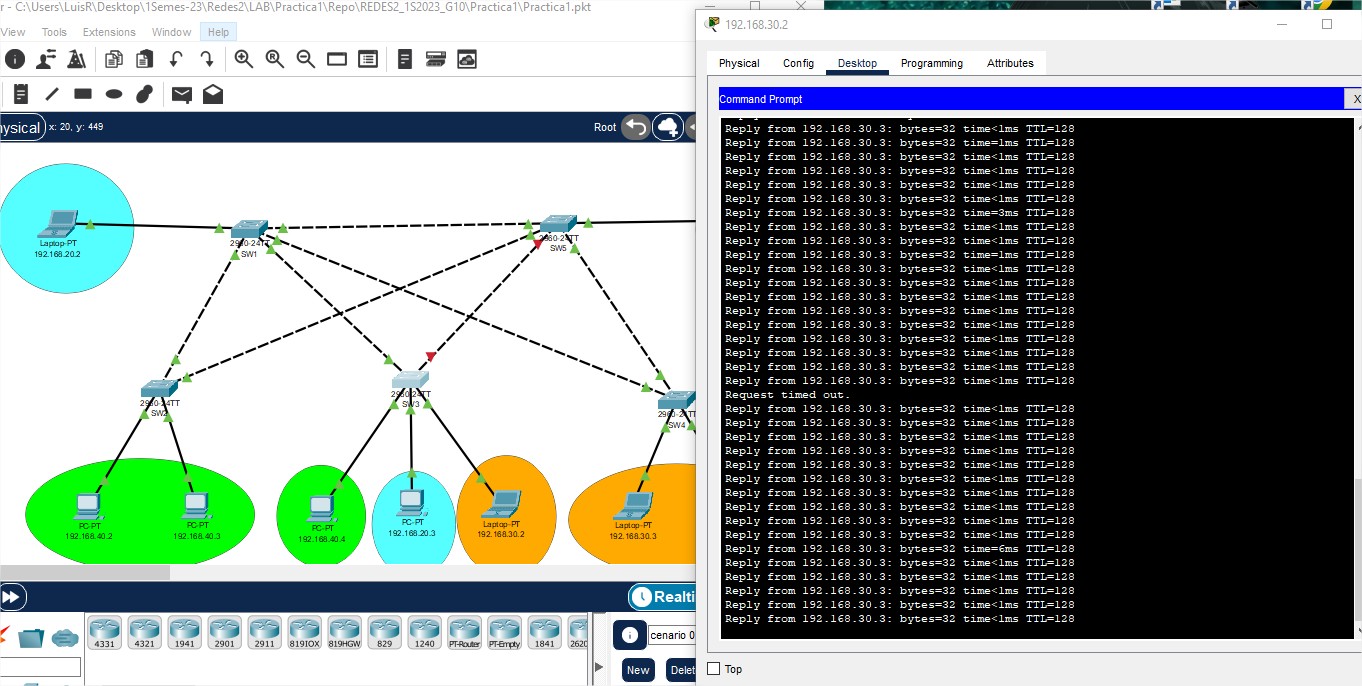 r - C:\Users\LuisR\Desktop\1Semes-23\Redes2\LAB\Practica1\Repo\REDES2_1S2023_G10\Practica1\Practica1.pkt
View Tools Extensions Window Help
ysical x: 20, y: 449
Root
Laptop-PT
192.168.20.2
2960-24TT
SW1
2960-24TT
SW5
2960-24TT
SW2
2960-24TT
SW3
2960-24T
SW4
PC-PT
192.168.40.2
PC-PT
192.168.40.3
PC-PT
192.168.40.4
PC-PT
192.168.20.3
Laptop-PT
192.168.30.2
Laptop-PT
192.168.30.3
Realti
4331 4321 1941 2901 2911 819IOX 819HGW 829 1240 PT-Router PT-Empty 1841 2620
cenario 0
New Delet
192.168.30.2
Physical Config Desktop Programming Attributes
Command Prompt X
Reply from 192.168.30.3: bytes=32 time<1ms TTL=128
Reply from 192.168.30.3: bytes=32 time=1ms TTL=128
Reply from 192.168.30.3: bytes=32 time<1ms TTL=128
Reply from 192.168.30.3: bytes=32 time<1ms TTL=128
Reply from 192.168.30.3: bytes=32 time<1ms TTL=128
Reply from 192.168.30.3: bytes=32 time<1ms TTL=128
Reply from 192.168.30.3: bytes=32 time=3ms TTL=128
Reply from 192.168.30.3: bytes=32 time<1ms TTL=128
Reply from 192.168.30.3: bytes=32 time<1ms TTL=128
Reply from 192.168.30.3: bytes=32 time=1ms TTL=128
Reply from 192.168.30.3: bytes=32 time<1ms TTL=128
Reply from 192.168.30.3: bytes=32 time<1ms TTL=128
Reply from 192.168.30.3: bytes=32 time<1ms TTL=128
Reply from 192.168.30.3: bytes=32 time<1ms TTL=128
Reply from 192.168.30.3: bytes=32 time<1ms TTL=128
Reply from 192.168.30.3: bytes=32 time<1ms TTL=128
Reply from 192.168.30.3: bytes=32 time<1ms TTL=128
Reply from 192.168.30.3: bytes=32 time<1ms TTL=128
Reply from 192.168.30.3: bytes=32 time<1ms TTL=128
Request timed out.
Reply from 192.168.30.3: bytes=32 time<1ms TTL=128
Reply from 192.168.30.3: bytes=32 time<1ms TTL=128
Reply from 192.168.30.3: bytes=32 time<1ms TTL=128
Reply from 192.168.30.3: bytes=32 time<1ms TTL=128
Reply from 192.168.30.3: bytes=32 time<1ms TTL=128
Reply from 192.168.30.3: bytes=32 time<1ms TTL=128
Reply from 192.168.30.3: bytes=32 time<1ms TTL=128
Reply from 192.168.30.3: bytes=32 time<1ms TTL=128
Reply from 192.168.30.3: bytes=32 time<1ms TTL=128
Reply from 192.168.30.3: bytes=32 time<1ms TTL=128
Reply from 192.168.30.3: bytes=32 time=6ms TTL=128
Reply from 192.168.30.3: bytes=32 time<1ms TTL=128
Reply from 192.168.30.3: bytes=32 time<1ms TTL=128
Reply from 192.168.30.3: bytes=32 time<1ms TTL=128
Reply from 192.168.30.3: bytes=32 time<1ms TTL=128
Reply from 192.168.30.3: bytes=32 time<1ms TTL=128
Top